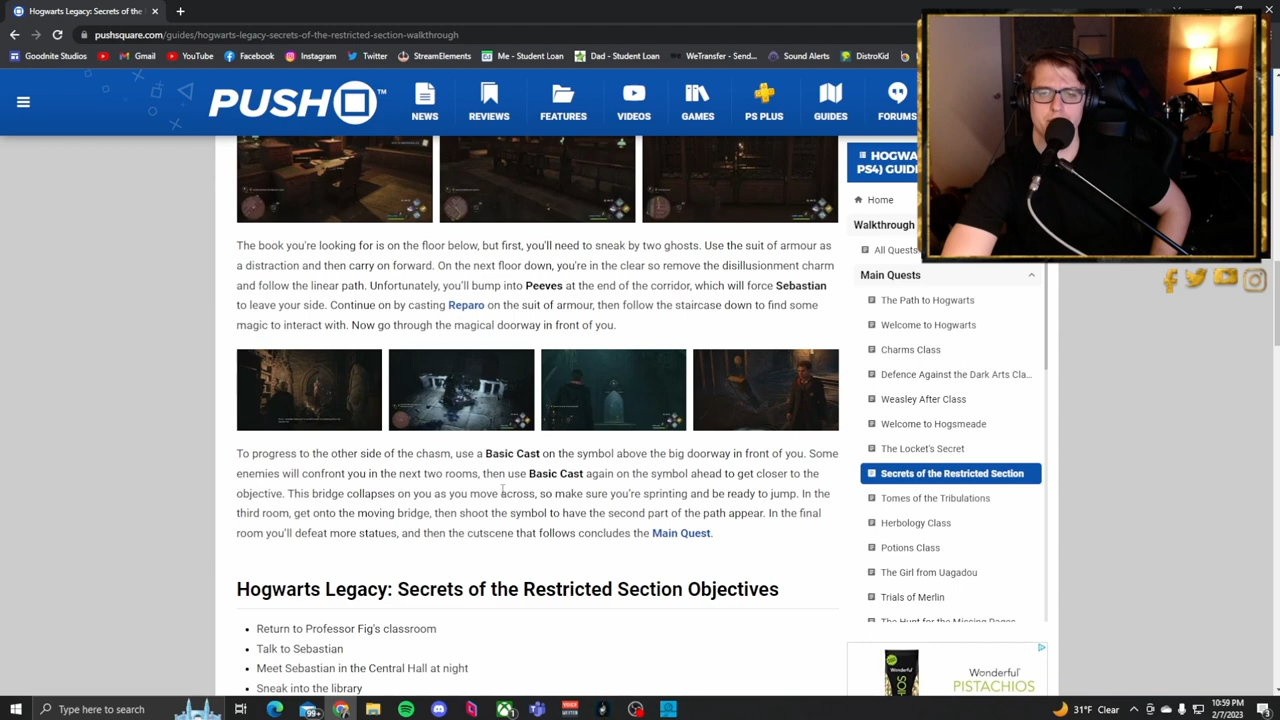 Hogwarts Legacy: Secrets of the
pushsquare.com/guides/hogwarts-legacy-secrets-of-the-restricted-section-walkthrough
Goodnite Studios
Gmail
YouTube
Facebook
Instagram
Twitter
StreamElements
Me - Student Loan
Sound Alerts
Dad - Student Loan
WeTransfer - Send...
Sound Alerts
DistroKid
PUSH
TM
NEWS
REVIEWS
FEATURES
VIDEOS
GAMES
PS PLUS
GUIDES
FORUMS
The book you're looking for is on the floor below, but first, you'll need to sneak by two ghosts. Use the suit of armour as
a distraction and then carry on forward. On the next floor down, you're in the clear so remove the disillusionment charm
and follow the linear path. Unfortunately, you'll bump into Peeves at the end of the corridor, which will force Sebastian
to leave your side. Continue on by casting Reparo on the suit of armour, then follow the staircase down to find some
magic to interact with. Now go through the magical doorway in front of you.
To progress to the other side of the chasm, use a Basic Cast on the symbol above the big doorway in front of you. Some
enemies will confront you in the next two rooms, then use Basic Cast again on the symbol ahead to get closer to the
objective. This bridge collapses on you as you move across, so make sure you're sprinting and be ready to jump. In the
third room, get onto the moving bridge, then shoot the symbol to have the second part of the path appear. In the final
room you'll defeat more statues, and then the cutscene that follows concludes the Main Quest.
Hogwarts Legacy: Secrets of the Restricted Section Objectives
Return to Professor Fig's classroom
Talk to Sebastian
Meet Sebastian in the Central Hall at night
Sneak into the library
HOGWA
PS4) GUID
Home
Walkthrough
All Quests
Main Quests
The Path to Hogwarts
Welcome to Hogwarts
Charms Class
Defence Against the Dark Arts Cla...
Weasley After Class
Welcome to Hogsmeade
The Locket's Secret
Secrets of the Restricted Section
Tomes of the Tribulations
Herbology Class
Potions Class
The Girl from Uagadou
Trials of Merlin
The Hunt for the Missing Pages
Wonderful
PISTACHIOS
Type here to search
99+
31°F Clear
10:59 PM
2/7/2023
3